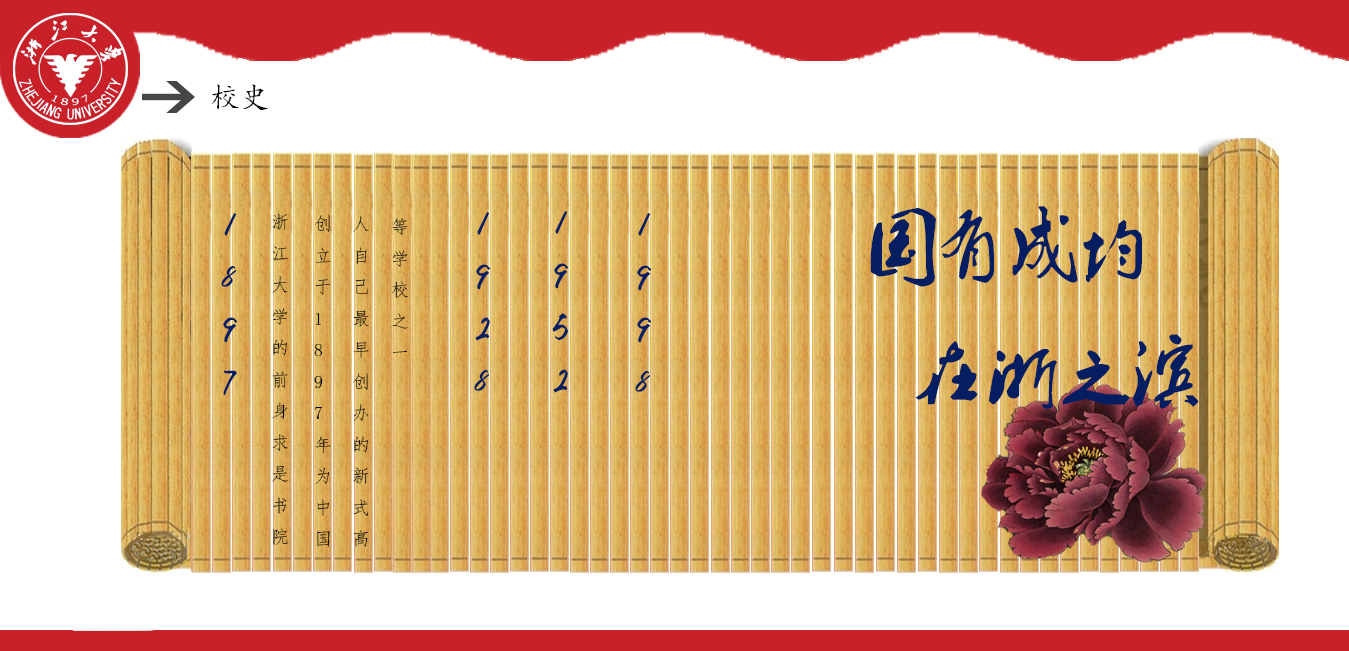 浙江大学
ZHEJIANG UNIVERSITY
1897
校史
1897
浙江大学的前身求是书院
创立于1897年为中国
人自己最早创办的新式高
等学校之一
1928
1952
1998
国有成均
在浙之滨